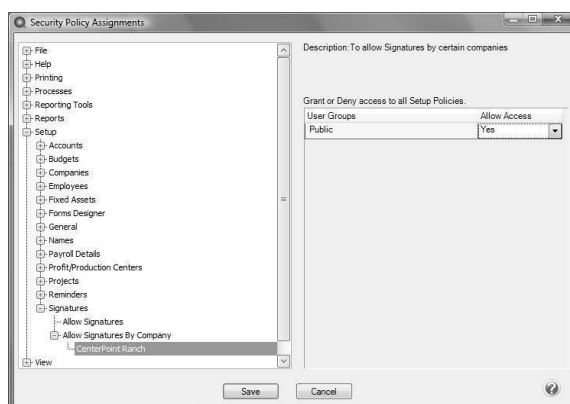 Security Policy Assignments
File
Help
Printing
Processes
Reporting Tools
Reports
Setup
Accounts
Budgets
Companies
Employees
Fixed Assets
Forms Designer
General
Names
Payroll Details
Profit/Production Centers
Projects
Reminders
Signatures
Allow Signatures
Allow Signatures By Company
CenterPoint Ranch
View
Description: To allow Signatures by certain companies
Grant or Deny access to all Setup Policies.
User Groups Allow Access
Public Yes
Save Cancel ?